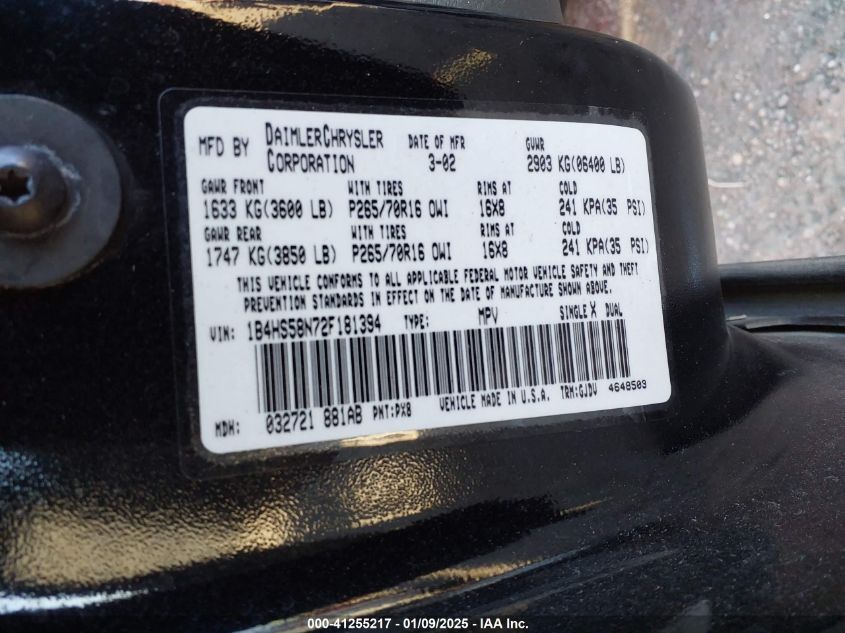 MFD BY DAIMLERCHRYSLER CORPORATION DATE OF MFR 3-02 GVWR 2903 KG(06400 LB)
GAWR FRONT WITH TIRES RIMS AT COLD
1633 KG(3600 LB) P265/70R16 OWI 16X8 241 KPA(35 PSI)
GAWR REAR WITH TIRES RIMS AT COLD
1747 KG(3850 LB) P265/70R16 OWI 16X8 241 KPA(35 PSI)
THIS VEHICLE CONFORMS TO ALL APPLICABLE FEDERAL MOTOR VEHICLE SAFETY AND THEFT
PREVENTION STANDARDS IN EFFECT ON THE DATE OF MANUFACTURE SHOWN ABOVE.
VIN: 1B4HS58N72F181394 TYPE: MPV SINGLE X DUAL
MDH: 032721 881AB PNT:PX8 VEHICLE MADE IN U.S.A. TRM:GJDV 4648503
000-41255217 - 01/09/2025 - IAA Inc.